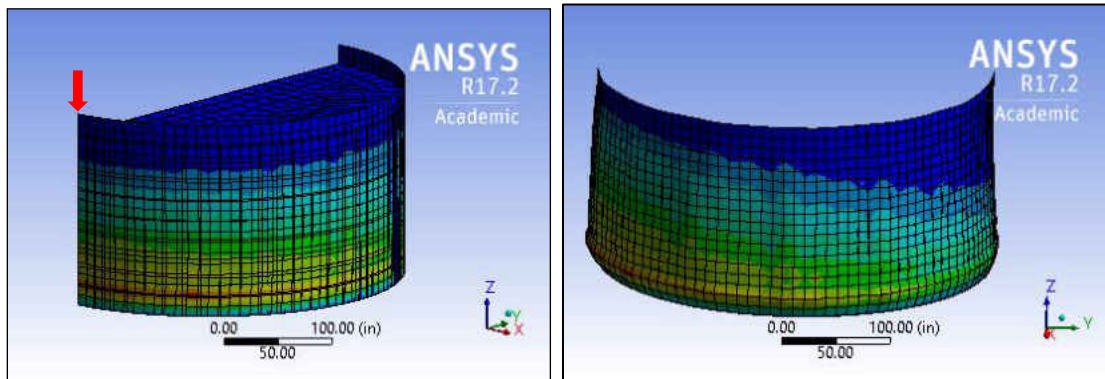 ANSYS
R17.2
Academic
Z
Y
X
0.00
100.00 (in)
50.00
ANSYS
R17.2
Academic
Z
Y
X
0.00
100.00 (in)
50.00